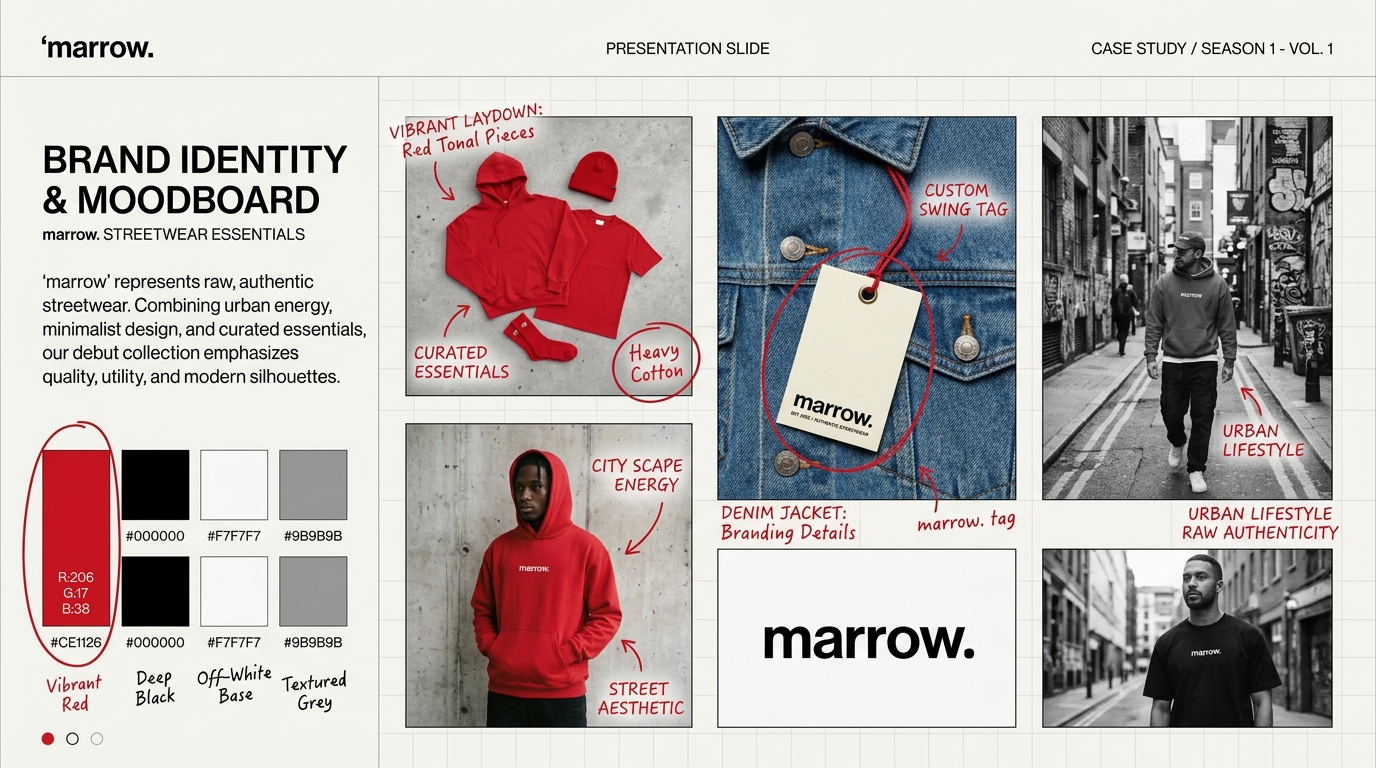 ‘marrow.
PRESENTATION SLIDE
CASE STUDY / SEASON 1 - VOL. 1
BRAND IDENTITY
& MOODBOARD
marrow. STREETWEAR ESSENTIALS
‘marrow’ represents raw, authentic
streetwear. Combining urban energy,
minimalist design, and curated essentials,
our debut collection emphasizes
quality, utility, and modern silhouettes.
R:206
G:17
B:38
#CE1126
#000000
#F7F7F7
#9B9B9B
#000000
#F7F7F7
#9B9B9B
Vibrant
Red
Deep
Black
Off-White
Base
Textured
Grey
VIBRANT LAYDOWN:
Red Tonal Pieces
CURATED
ESSENTIALS
Heavy
Cotton
CITY SCAPE
ENERGY
marrow.
STREET
AESTHETIC
CUSTOM
SWING TAG
marrow.
DENIM JACKET:
Branding Details
marrow. tag
marrow.
marrow
URBAN
LIFESTYLE
URBAN LIFESTYLE
RAW AUTHENTICITY
marrow.